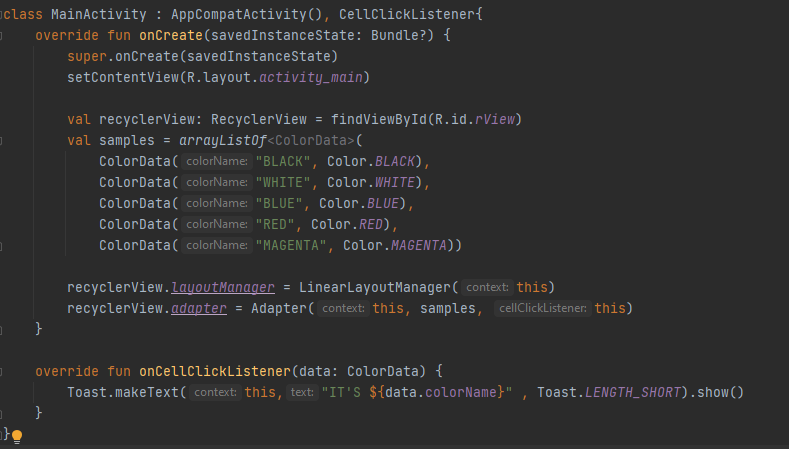 class MainActivity : AppCompatActivity(), CellClickListener{
    override fun onCreate(savedInstanceState: Bundle?) {
        super.onCreate(savedInstanceState)
        setContentView(R.layout.activity_main)

        val recyclerView: RecyclerView = findViewById(R.id.rView)
        val samples = arrayListOf<ColorData>(
            ColorData( colorName: "BLACK", Color.BLACK),
            ColorData( colorName: "WHITE", Color.WHITE),
            ColorData( colorName: "BLUE", Color.BLUE),
            ColorData( colorName: "RED", Color.RED),
            ColorData( colorName: "MAGENTA", Color.MAGENTA))

        recyclerView.layoutManager = LinearLayoutManager( context: this)
        recyclerView.adapter = Adapter( context: this, samples, cellClickListener: this)
    }

    override fun onCellClickListener(data: ColorData) {
        Toast.makeText( context: this, text: "IT'S ${data.colorName}" , Toast.LENGTH_SHORT).show()
    }
}